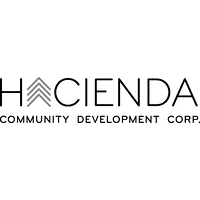 HACIENDA
COMMUNITY DEVELOPMENT CORP.